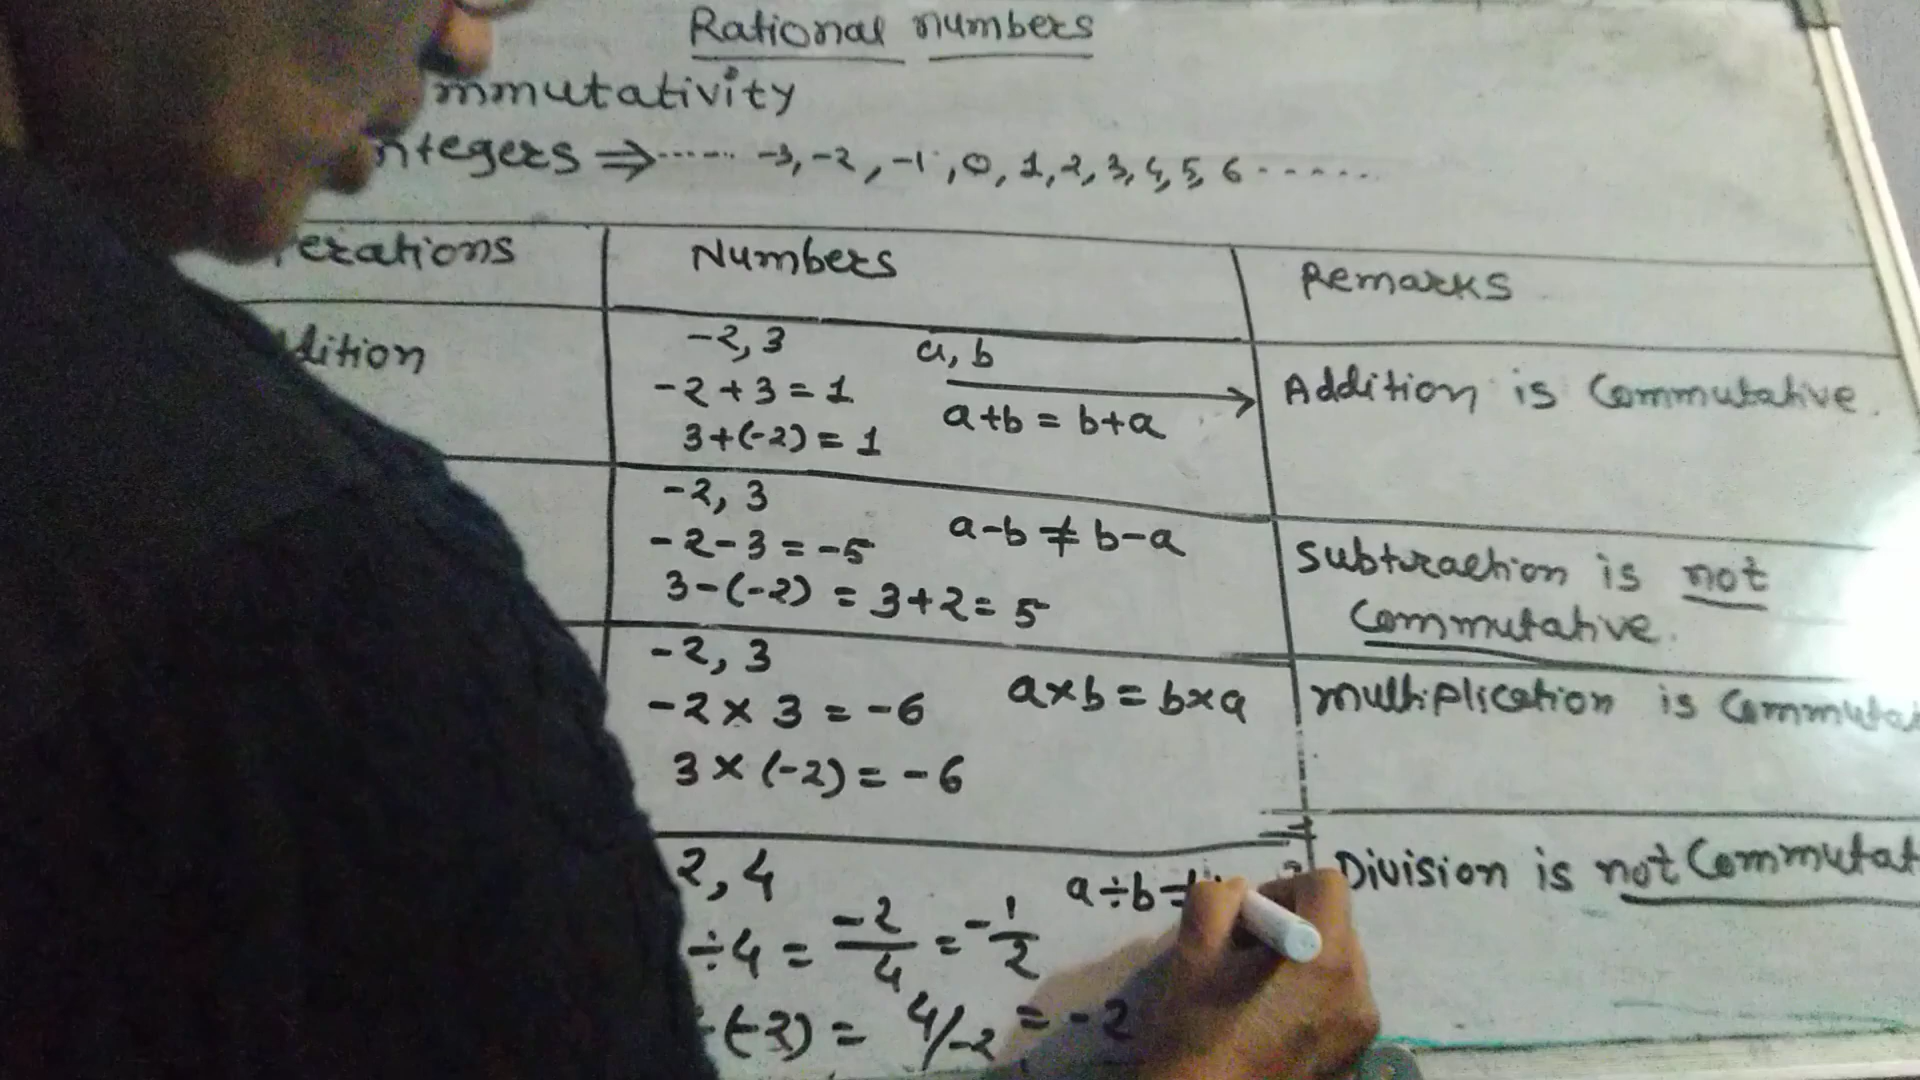 Rational numbers
mmutativity
ntegers ⇒ ...... -3, -2, -1, 0, 1, 2, 3, 4, 5, 6 ......
erations
Numbers
Remarks
dition
-2, 3
a, b
-2 + 3 = 1
a+b = b+a
3+(-2) = 1
Addition is Commutative.
-2, 3
-2-3 = -5
a-b ≠ b-a
3-(-2) = 3+2 = 5
Subtraction is not
Commutative.
-2, 3
-2 × 3 = -6
a×b = b×a
3 × (-2) = -6
multiplication is Commuta
2, 4
a÷b ≠
÷4 = -2/4 = -1/2
(-2) = 4/-2 = -2
Division is not Commutat